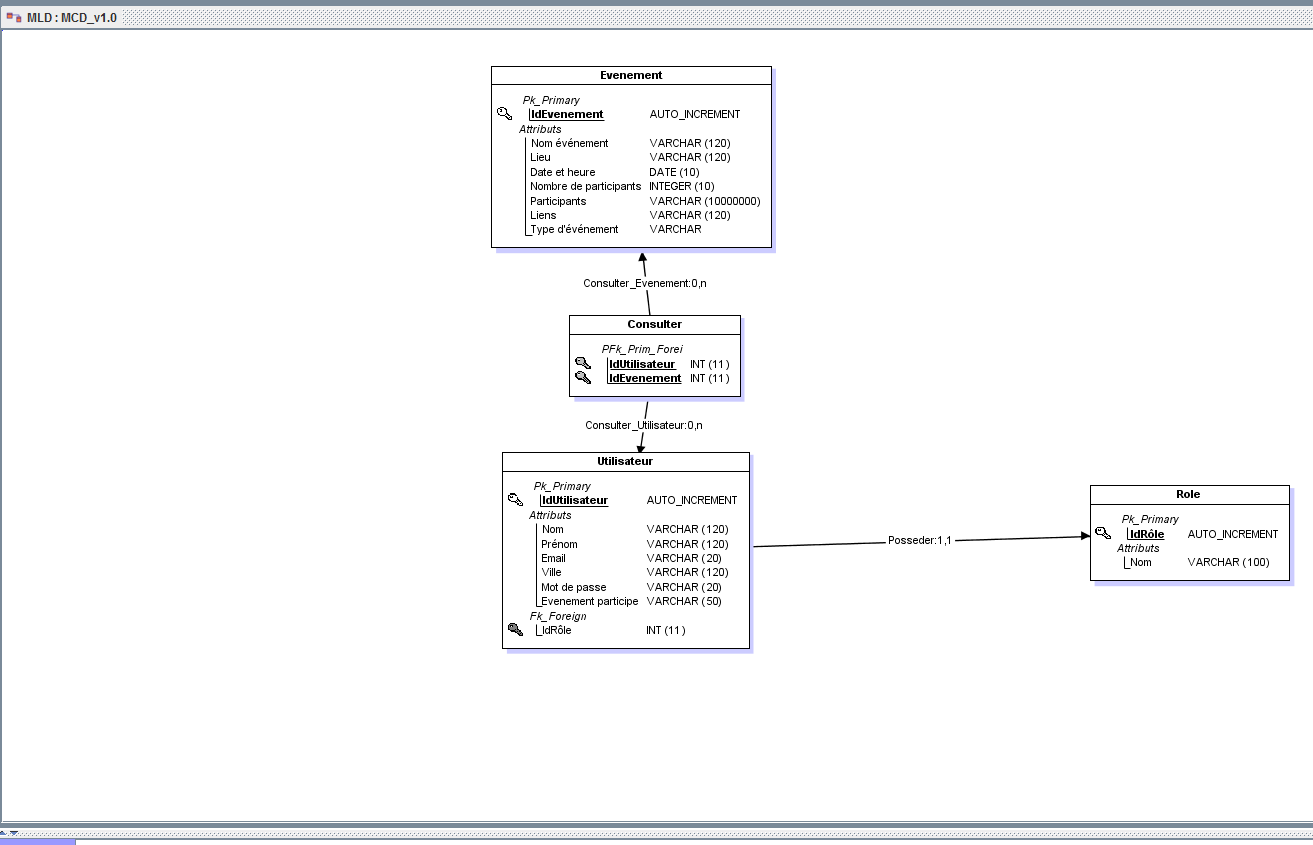 MLD : MCD_v1.0
Evenement
Pk_Primary
IdEvenement AUTO_INCREMENT
Attributs
Nom événement VARCHAR (120)
Lieu VARCHAR (120)
Date et heure DATE (10)
Nombre de participants INTEGER (10)
Participants VARCHAR (10000000)
Liens VARCHAR (120)
Type d'événement VARCHAR
Consulter_Evenement:0,n
Consulter
PFk_Prim_Forei
IdUtilisateur INT (11)
IdEvenement INT (11)
Consulter_Utilisateur:0,n
Utilisateur
Pk_Primary
IdUtilisateur AUTO_INCREMENT
Attributs
Nom VARCHAR (120)
Prénom VARCHAR (120)
Email VARCHAR (20)
Ville VARCHAR (120)
Mot de passe VARCHAR (20)
Evenement participe VARCHAR (50)
Fk_Foreign
IdRôle INT (11)
Posseder:1,1
Role
Pk_Primary
IdRôle AUTO_INCREMENT
Attributs
Nom VARCHAR (100)